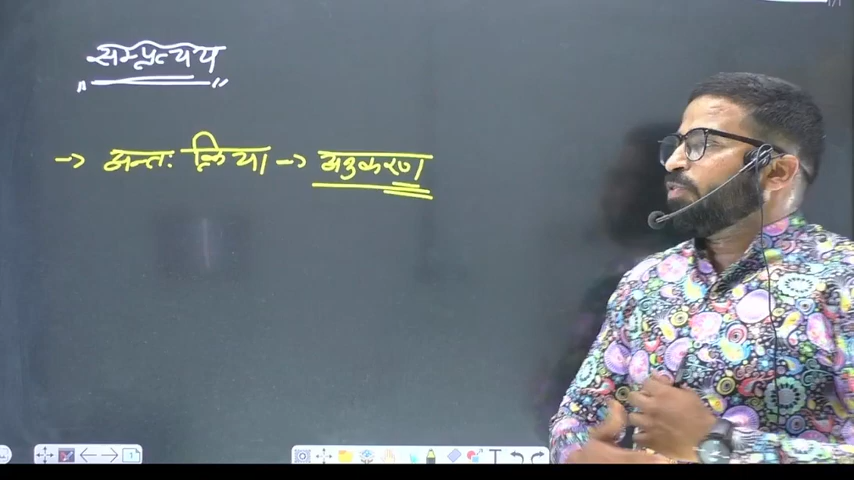 सम्प्रत्यय
→ अन्तः क्रिया → अनुकरण